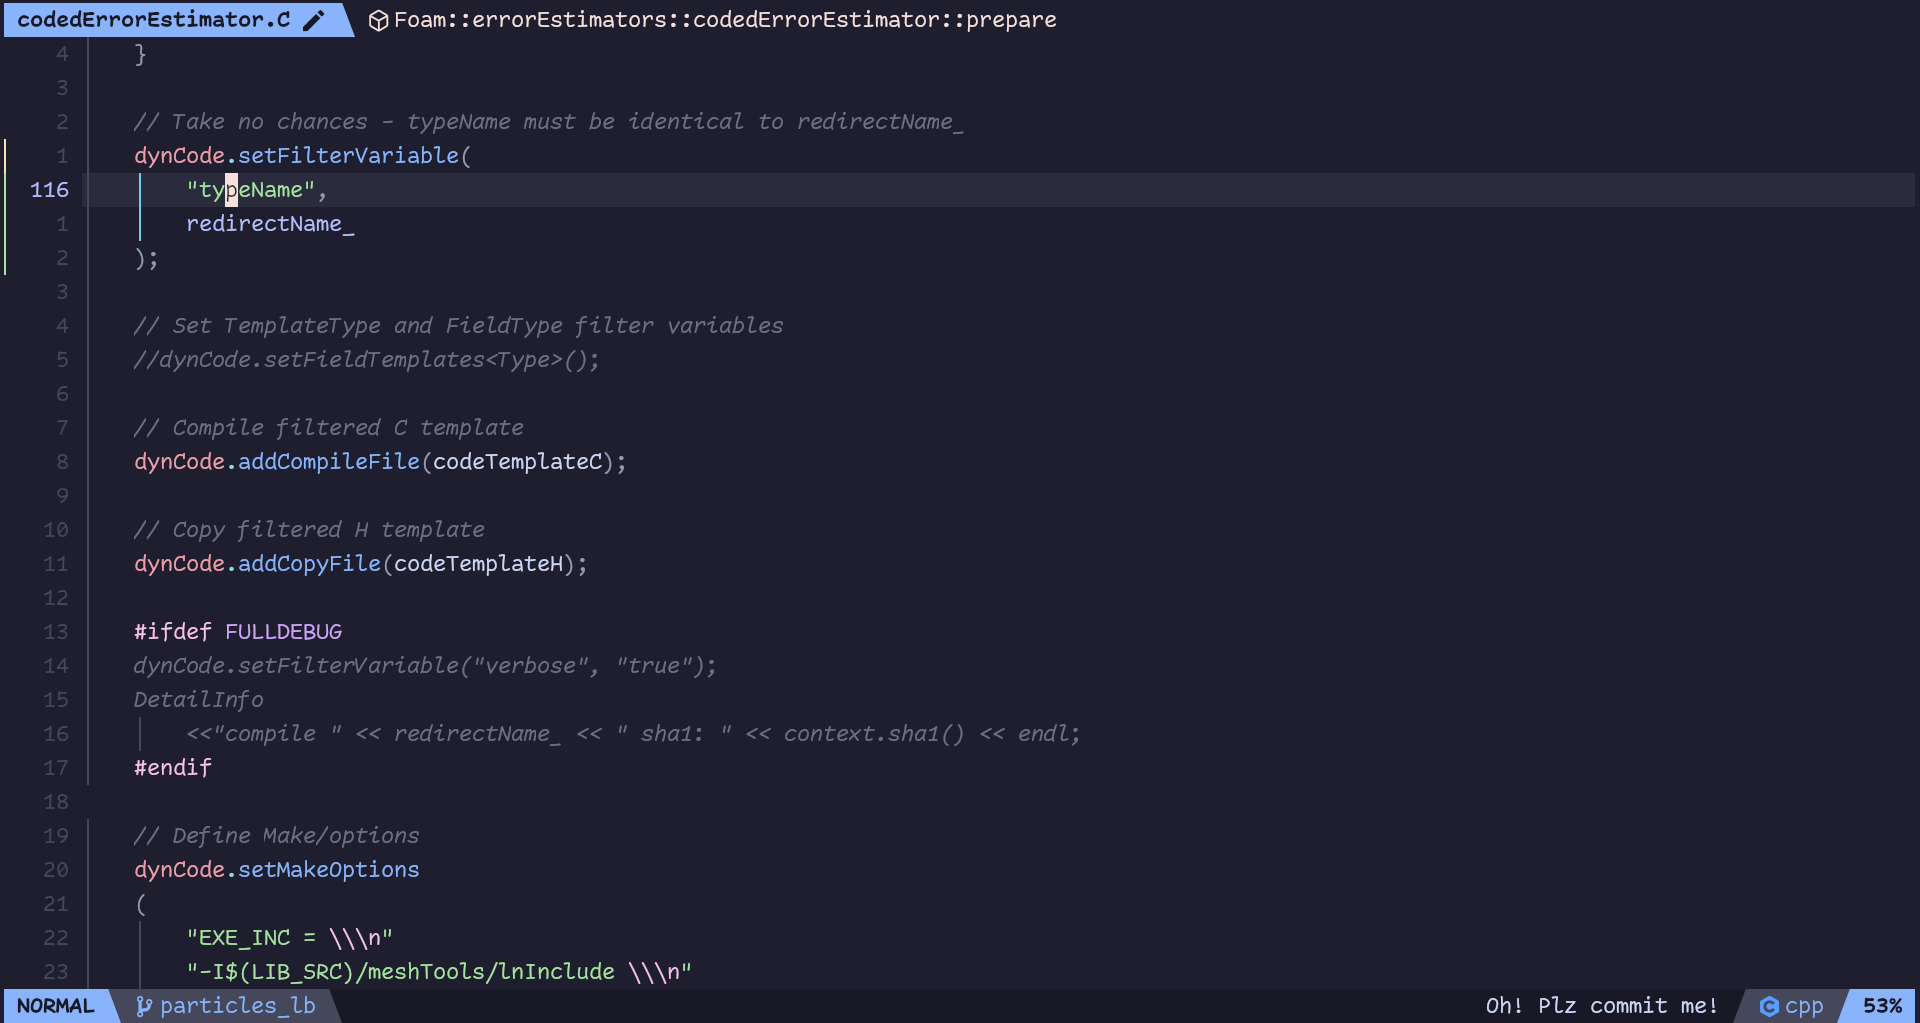 codedErrorEstimator.C Foam::errorEstimators::codedErrorEstimator::prepare
4 }
3
2 // Take no chances - typeName must be identical to redirectName_
1 dynCode.setFilterVariable(
116 "typeName",
1 redirectName_
2 );
3
4 // Set TemplateType and FieldType filter variables
5 //dynCode.setFieldTemplates<Type>();
6
7 // Compile filtered C template
8 dynCode.addCompileFile(codeTemplateC);
9
10 // Copy filtered H template
11 dynCode.addCopyFile(codeTemplateH);
12
13 #ifdef FULLDEBUG
14 dynCode.setFilterVariable("verbose", "true");
15 DetailInfo
16 <<"compile " << redirectName_ << " sha1: " << context.sha1() << endl;
17 #endif
18
19 // Define Make/options
20 dynCode.setMakeOptions
21 (
22 "EXE_INC = \\\n"
23 "-I$(LIB_SRC)/meshTools/lnInclude \\\n"
NORMAL particles_lb Oh! Plz commit me! cpp 53%